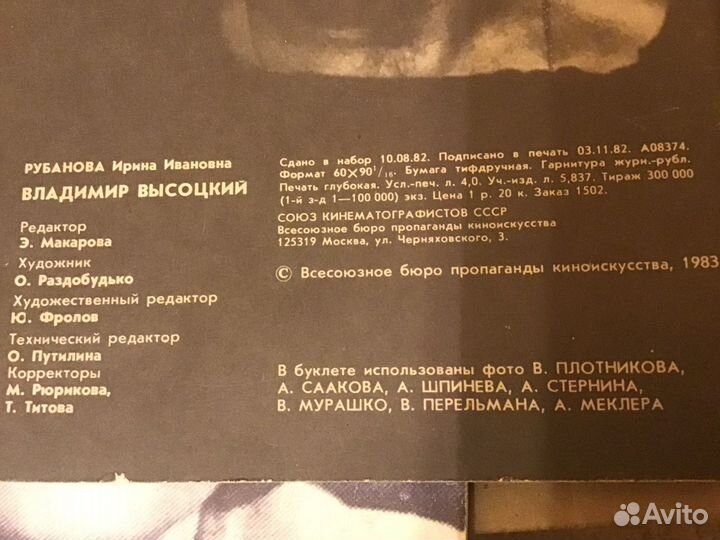 РУБАНОВА Ирина Ивановна
ВЛАДИМИР ВЫСОЦКИЙ
Редактор
Э. Макарова
Художник
О. Раздобудько
Художественный редактор
Ю. Фролов
Технический редактор
О. Путилина
Корректоры
М. Рюрикова,
Т. Титова
Сдано в набор 10.08.82. Подписано в печать 03.11.82. А08374.
Формат 60×90¹/₁₆. Бумага тифдручная. Гарнитура журн.-рубл.
Печать глубокая. Усл.-печ. л. 4,0. Уч.-изд. л. 5,837. Тираж 300 000
(1-й з-д 1—100 000) экз. Цена 1 р. 20 к. Заказ 1502.
СОЮЗ КИНЕМАТОГРАФИСТОВ СССР
Всесоюзное бюро пропаганды киноискусства
125319 Москва, ул. Черняховского, 3.
© Всесоюзное бюро пропаганды киноискусства, 1983
В буклете использованы фото В. ПЛОТНИКОВА,
А. СААКОВА, А. ШПИНЕВА, А. СТЕРНИНА,
В. МУРАШКО, В. ПЕРЕЛЬМАНА, А. МЕКЛЕРА
Avito